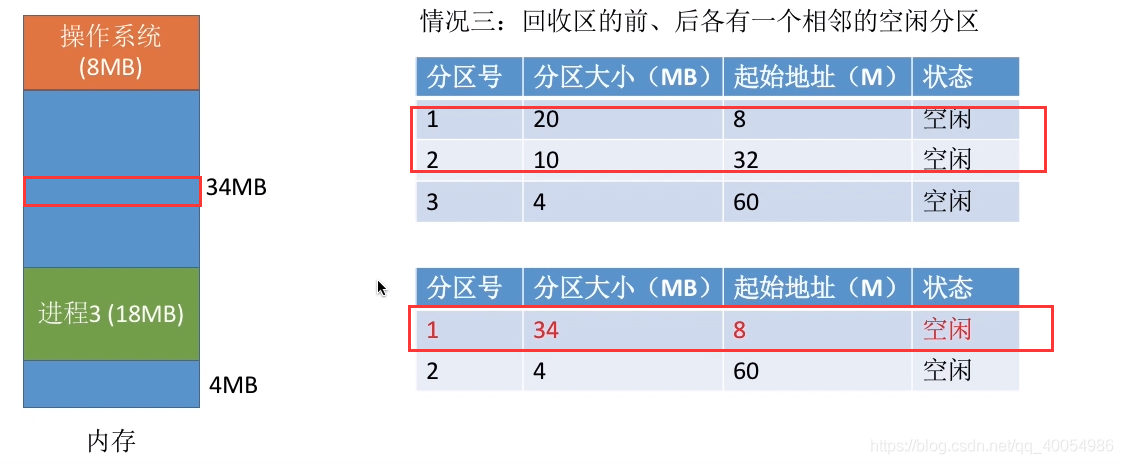 情况三：回收区的前、后各有一个相邻的空闲分区
操作系统
(8MB)
34MB
进程3 (18MB)
4MB
内存
分区号 分区大小（MB） 起始地址（M） 状态
1 20 8 空闲
2 10 32 空闲
3 4 60 空闲
分区号 分区大小（MB） 起始地址（M） 状态
1 34 8 空闲
2 4 60 空闲
https://blog.csdn.net/qq_40054986